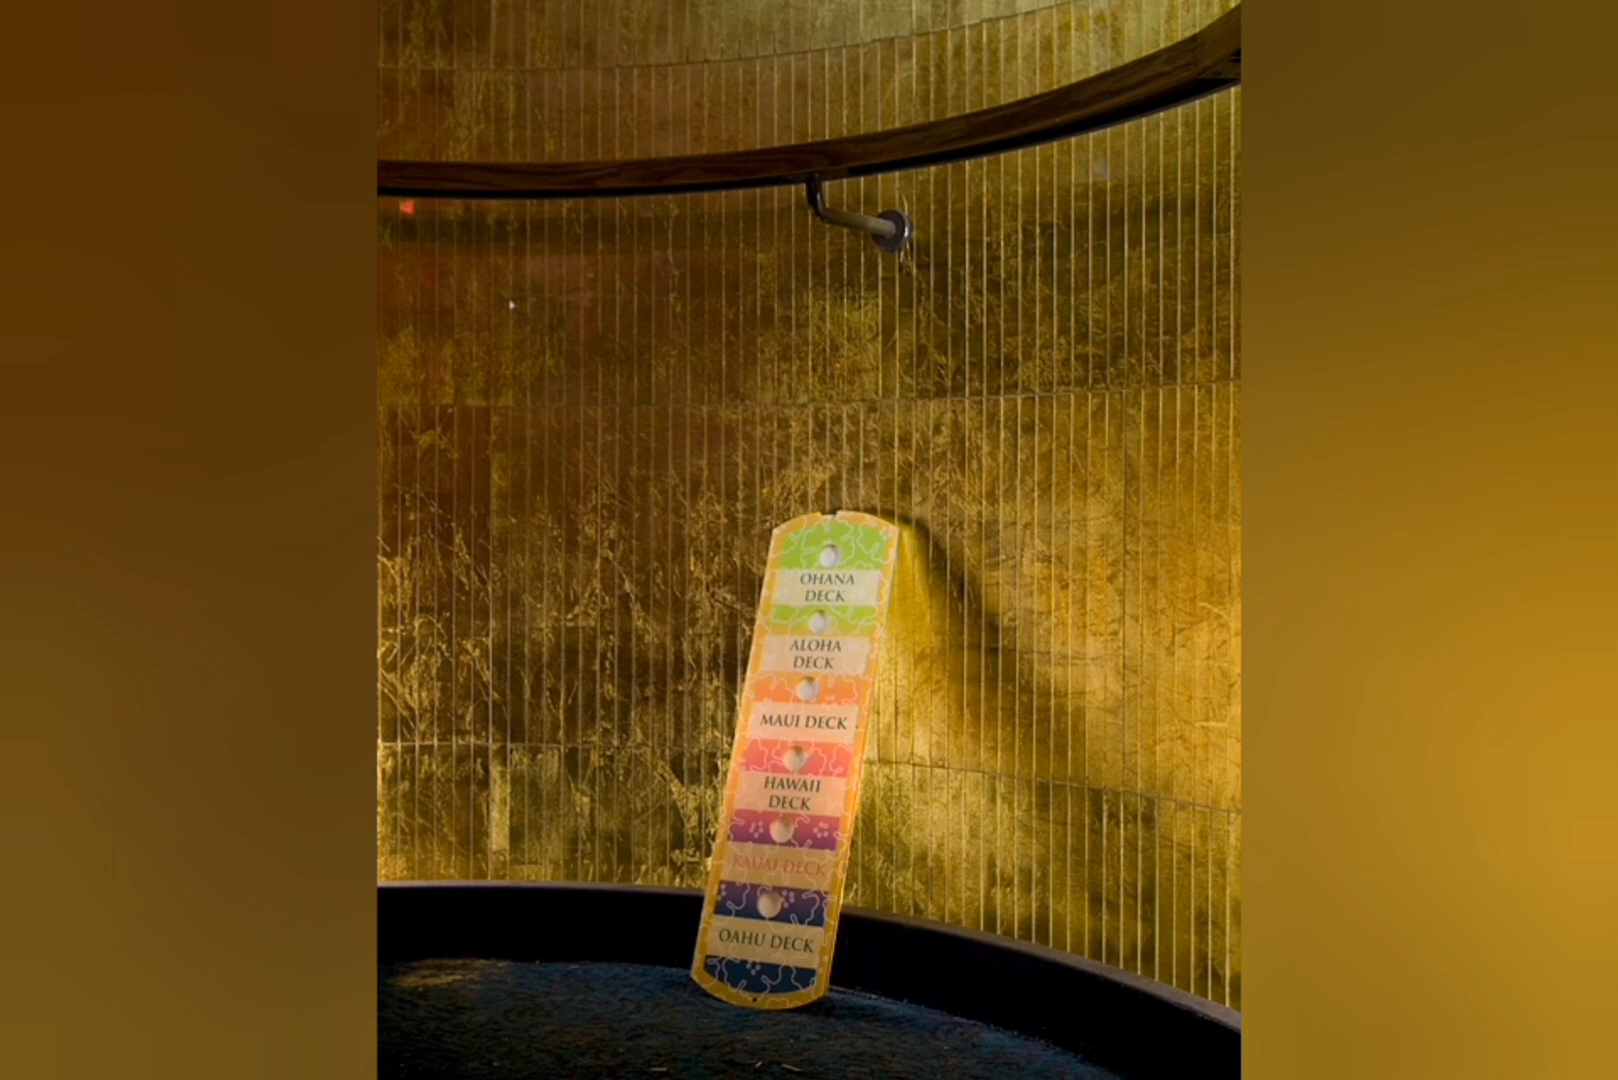 OHANA
DECK
ALOHA
DECK
MAUI DECK
HAWAII
DECK
KAUAI DECK
OAHU DECK